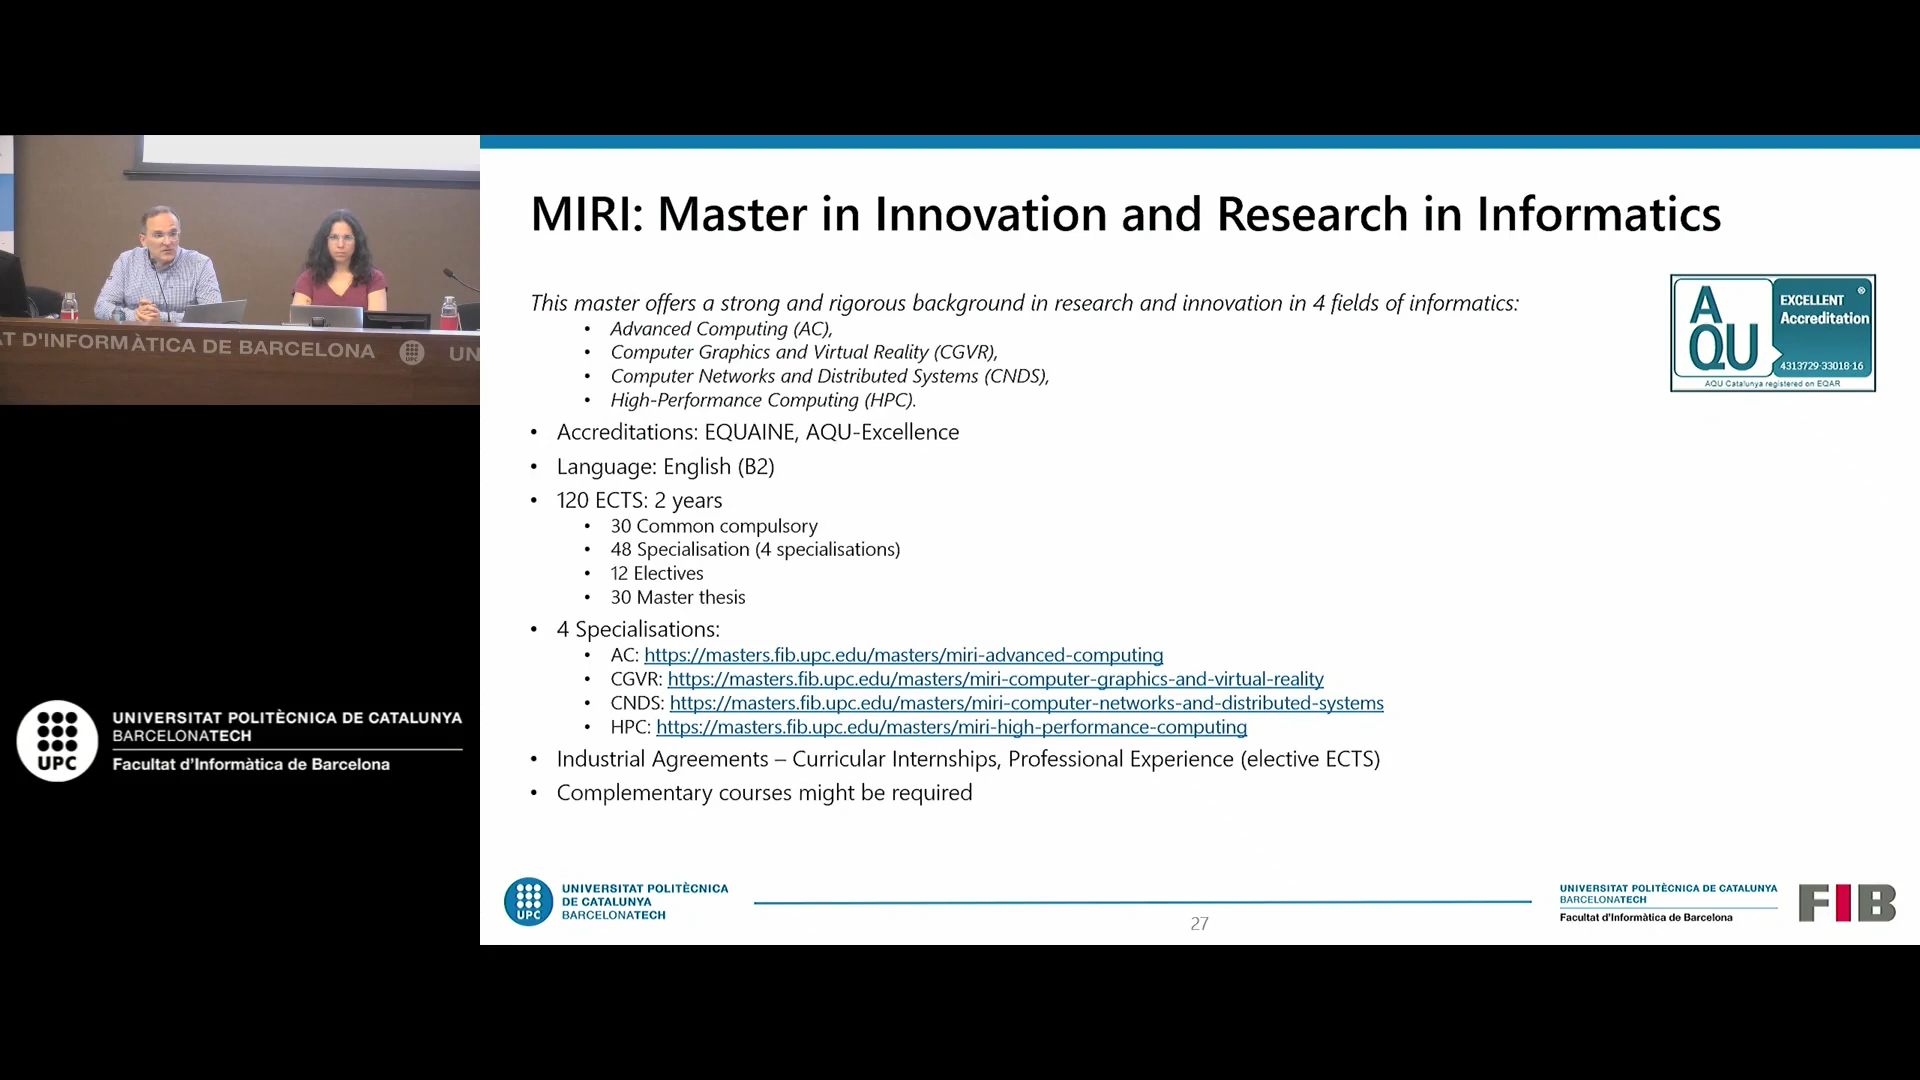 AT D'INFORMÀTICA DE BARCELONA
UPC
UN
UPC
UNIVERSITAT POLITÈCNICA DE CATALUNYA
BARCELONATECH
Facultat d'Informàtica de Barcelona
MIRI: Master in Innovation and Research in Informatics
This master offers a strong and rigorous background in research and innovation in 4 fields of informatics:
• Advanced Computing (AC),
• Computer Graphics and Virtual Reality (CGVR),
• Computer Networks and Distributed Systems (CNDS),
• High-Performance Computing (HPC).
AQU
EXCELLENT ®
Accreditation
4313729-33018-16
AQU Catalunya registered on EQAR
• Accreditations: EQUAINE, AQU-Excellence
• Language: English (B2)
• 120 ECTS: 2 years
• 30 Common compulsory
• 48 Specialisation (4 specialisations)
• 12 Electives
• 30 Master thesis
• 4 Specialisations:
• AC: https://masters.fib.upc.edu/masters/miri-advanced-computing
• CGVR: https://masters.fib.upc.edu/masters/miri-computer-graphics-and-virtual-reality
• CNDS: https://masters.fib.upc.edu/masters/miri-computer-networks-and-distributed-systems
• HPC: https://masters.fib.upc.edu/masters/miri-high-performance-computing
• Industrial Agreements – Curricular Internships, Professional Experience (elective ECTS)
• Complementary courses might be required
UPC
UNIVERSITAT POLITÈCNICA
DE CATALUNYA
BARCELONATECH
27
UNIVERSITAT POLITÈCNICA DE CATALUNYA
BARCELONATECH
Facultat d'Informàtica de Barcelona
FIB